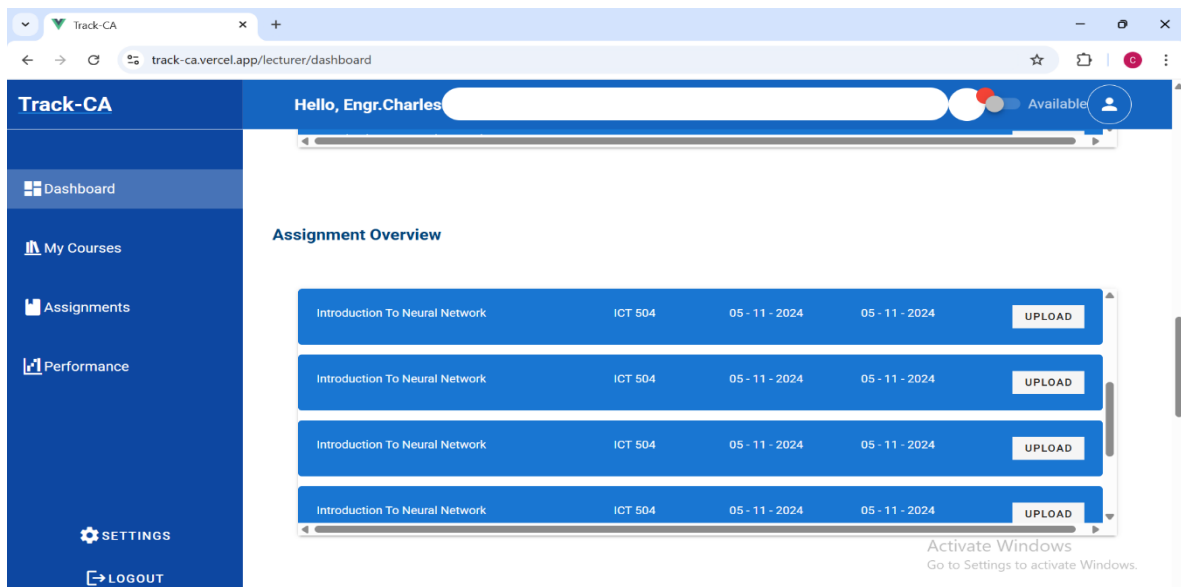 Track-CA
track-ca.vercel.app/lecturer/dashboard
C
Track-CA
Hello, Engr.Charles
Available
Dashboard
My Courses
Assignments
Performance
SETTINGS
LOGOUT
Assignment Overview
Introduction To Neural Network ICT 504 05 - 11 - 2024 05 - 11 - 2024 UPLOAD
Introduction To Neural Network ICT 504 05 - 11 - 2024 05 - 11 - 2024 UPLOAD
Introduction To Neural Network ICT 504 05 - 11 - 2024 05 - 11 - 2024 UPLOAD
Introduction To Neural Network ICT 504 05 - 11 - 2024 05 - 11 - 2024 UPLOAD
Activate Windows
Go to Settings to activate Windows.